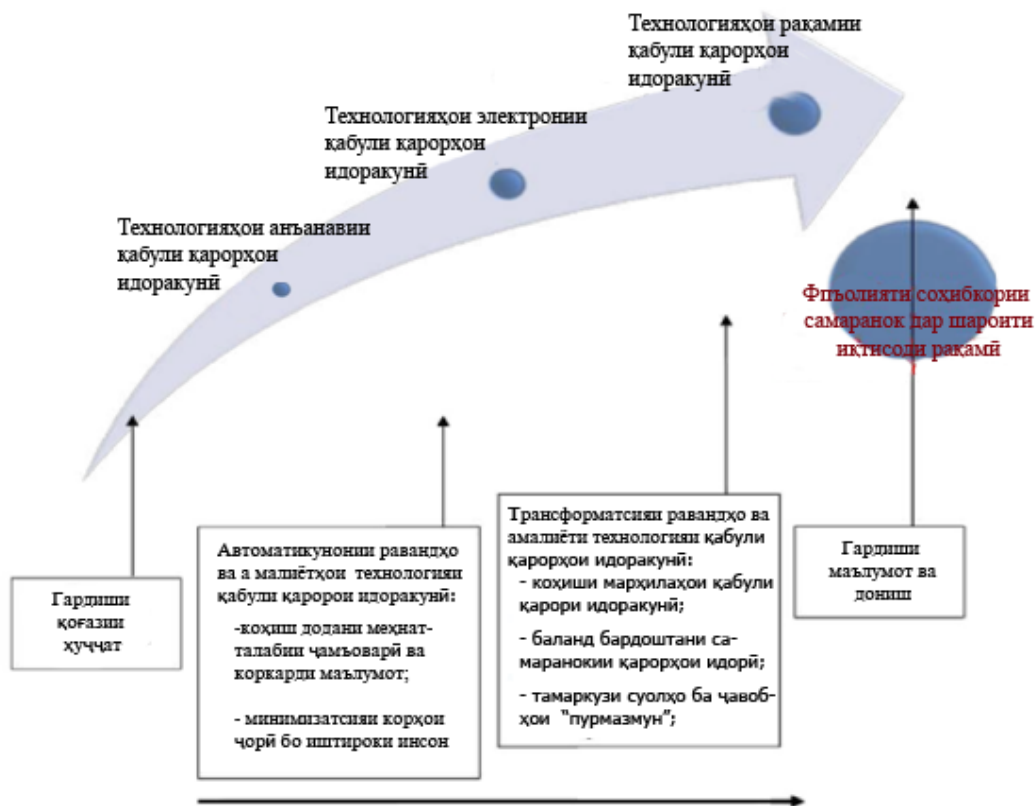 Технологияҳои рақамии
қабули қарорҳои
идоракунӣ
Технологияҳои электронии
қабули қарорҳои
идоракунӣ
Технологияҳои анъанавии
қабули қарорҳои
идоракунӣ
Фпъолияти соҳибкории
самаранок дар шароити
иқтисоди рақамӣ
Гардиши
қоғазии
ҳуҷҷат
Автоматикунонии равандҳо
ва а малиётҳои технологияи
қабули қаророи идоракунӣ:
-коҳиш додани меҳнат-
талабии ҷамъоварӣ ва
коркарди маълумот;
- минимизатсияи корҳои
ҷорӣ бо иштироки инсон
Трансформатсияи равандҳо ва
амалиёти технологияи қабули
қарорҳои идоракунӣ:
- коҳиши марҳилаҳои қабули
қарори идоракунӣ;
- баланд бардоштани са-
маранокии қарорҳои идорӣ;
- тамаркузи суолҳо ба ҷавоб-
ҳои “пурмазмун”;
Гардиши
маълумот ва
дониш